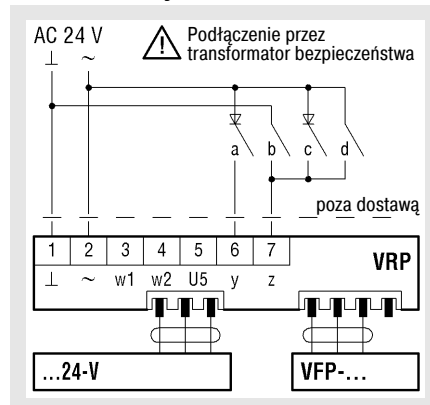 AC 24 V
⊥ ~
Podłączenie przez
transformator bezpieczeństwa
a b c d
poza dostawą
1 2 3 4 5 6 7
VRP
⊥ ~ w1 w2 U5 y z
...24-V
VFP-...